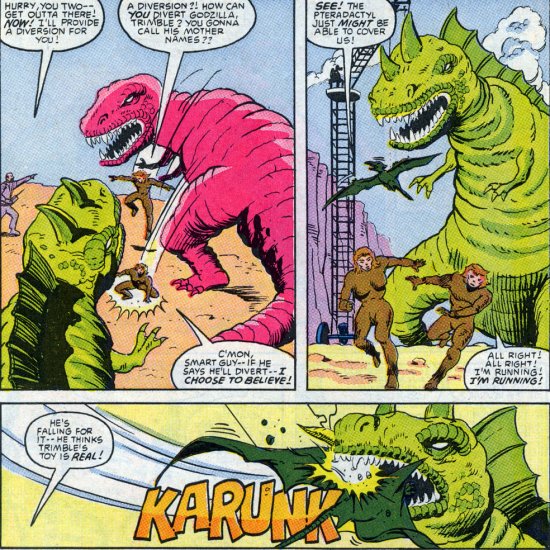 HURRY, YOU TWO--
GET OUTTA THERE!
NOW! I'LL PROVIDE
A DIVERSION FOR
YOU!
A DIVERSION?! HOW CAN
YOU DIVERT GODZILLA,
TRIMBLE? YOU GONNA
CALL HIS MOTHER
NAMES??
C'MON,
SMART GUY--IF HE
SAYS HE'LL DIVERT--I
CHOOSE TO BELIEVE!
SEE! THE
PTERADACTYL
JUST MIGHT BE
ABLE TO COVER
US!
ALL RIGHT!
ALL RIGHT!
I'M RUNNING!
I'M RUNNING!
HE'S
FALLING FOR
IT--HE THINKS
TRIMBLE'S
TOY IS REAL!
KARUNK